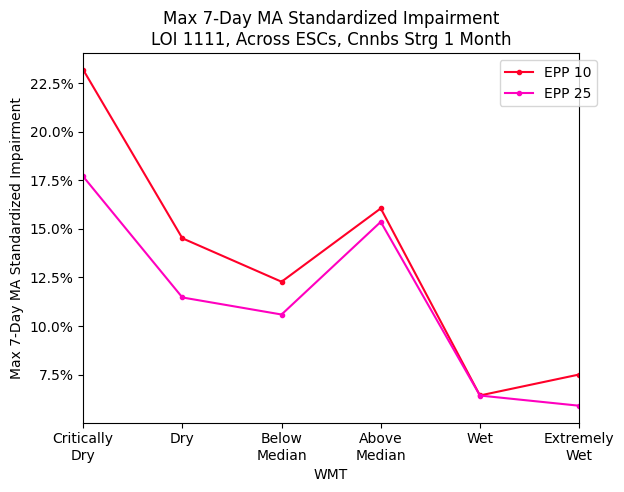 Max 7-Day MA Standardized Impairment
LOI 1111, Across ESCs, Cnnbs Strg 1 Month
EPP 10
EPP 25
Max 7-Day MA Standardized Impairment
22.5%
20.0%
17.5%
15.0%
12.5%
10.0%
7.5%
Critically
Dry
Dry
Below
Median
Above
Median
Wet
Extremely
Wet
WMT